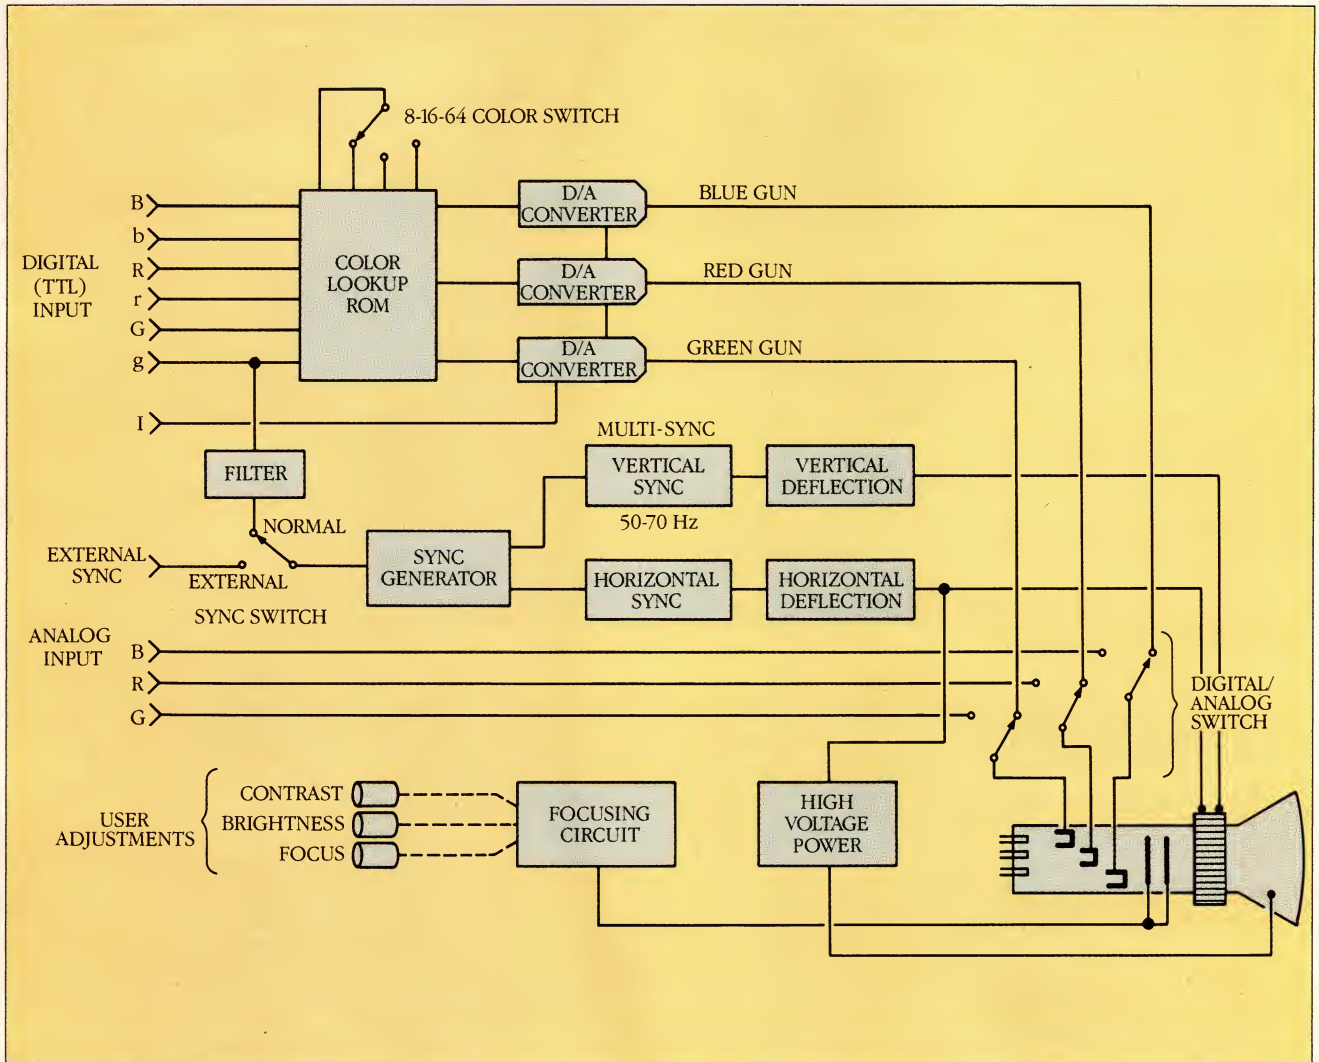 8-16-64 COLOR SWITCH
B
b
R
r
G
g
I
DIGITAL
(TTL)
INPUT
COLOR
LOOKUP
ROM
D/A
CONVERTER
BLUE GUN
D/A
CONVERTER
RED GUN
D/A
CONVERTER
GREEN GUN
FILTER
NORMAL
EXTERNAL
SYNC
EXTERNAL
SYNC SWITCH
SYNC
GENERATOR
MULTI-SYNC
VERTICAL
SYNC
50-70 Hz
VERTICAL
DEFLECTION
HORIZONTAL
SYNC
HORIZONTAL
DEFLECTION
ANALOG
INPUT
B
R
G
DIGITAL/
ANALOG
SWITCH
USER
ADJUSTMENTS
CONTRAST
BRIGHTNESS
FOCUS
FOCUSING
CIRCUIT
HIGH
VOLTAGE
POWER